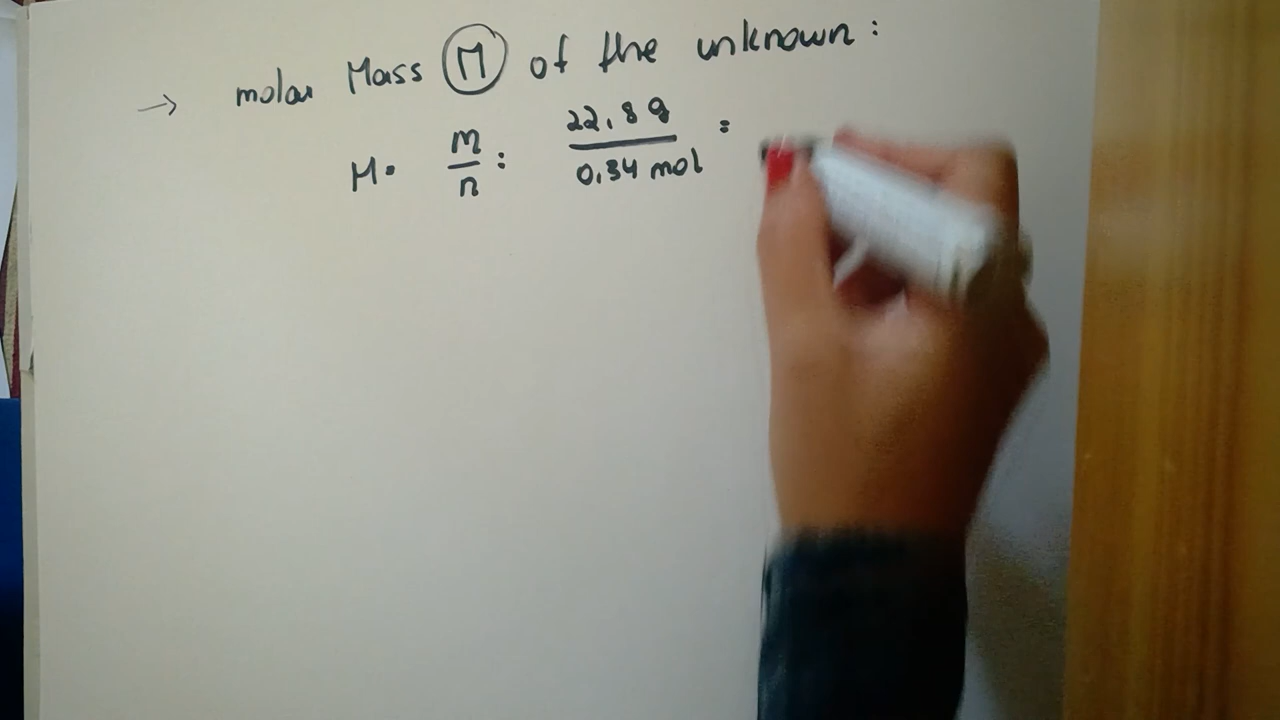 → molar Mass M of the unknown :
M = m/n = 22,8 g / 0,34 mol =